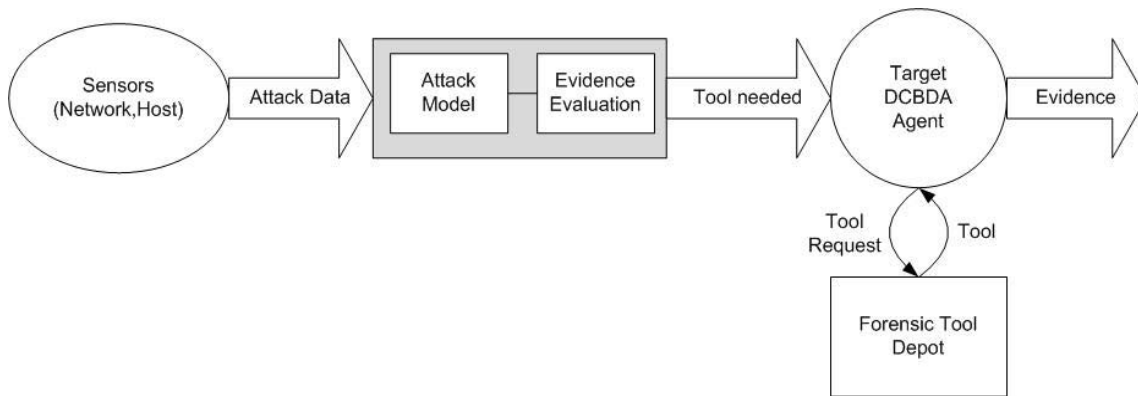 Sensors
(Network,Host)
Attack Data
Attack
Model
Evidence
Evaluation
Tool needed
Target
DCBDA
Agent
Evidence
Tool
Request
Tool
Forensic Tool
Depot